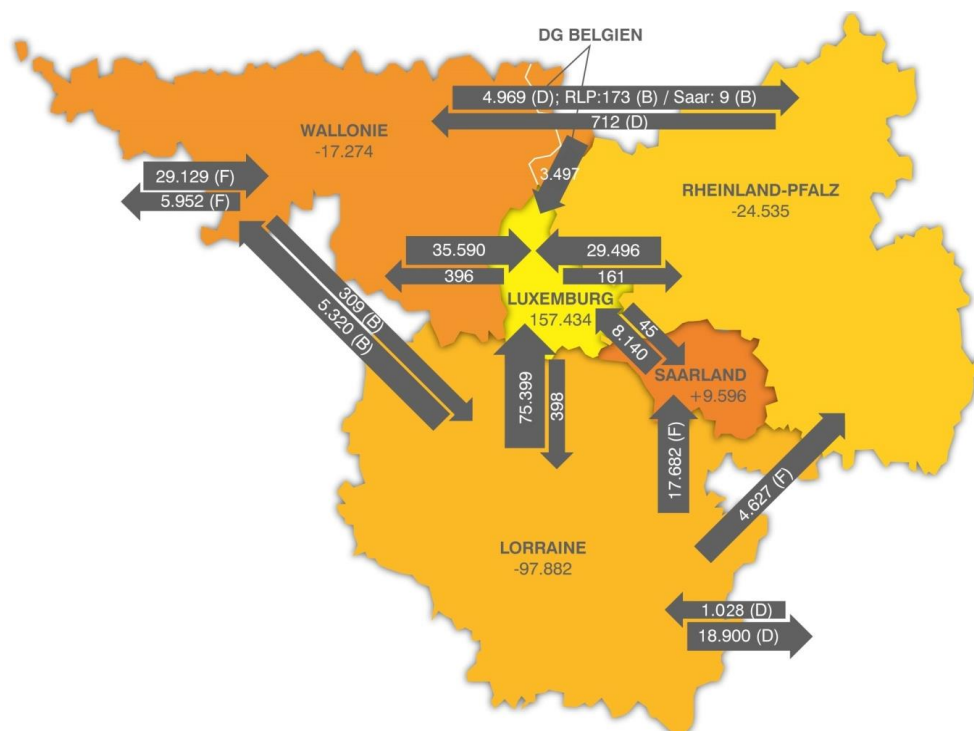 DG BELGIEN
4.969 (D); RLP:173 (B) / Saar: 9 (B)
712 (D)
WALLONIE
-17.274
3.497
29.129 (F)
5.952 (F)
RHEINLAND-PFALZ
-24.535
35.590
29.496
396
161
LUXEMBURG
157.434
309 (B)
5.320 (B)
45
8.140
SAARLAND
+9.596
75.399
398
17.682 (F)
4.627 (F)
LORRAINE
-97.882
1.028 (D)
18.900 (D)